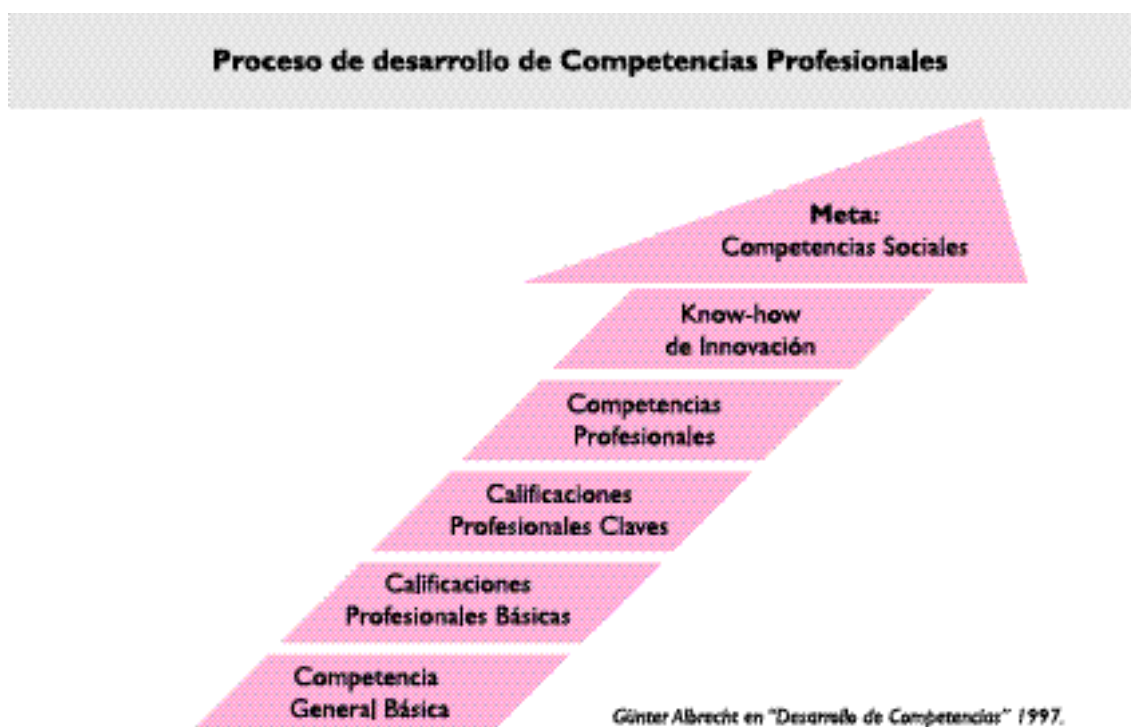 Proceso de desarrollo de Competencias Profesionales
Meta:
Competencias Sociales
Know-how
de Innovación
Competencias
Profesionales
Calificaciones
Profesionales Claves
Calificaciones
Profesionales Básicas
Competencia
General Básica
Günter Albrecht en "Desarrollo de Competencias" 1997.